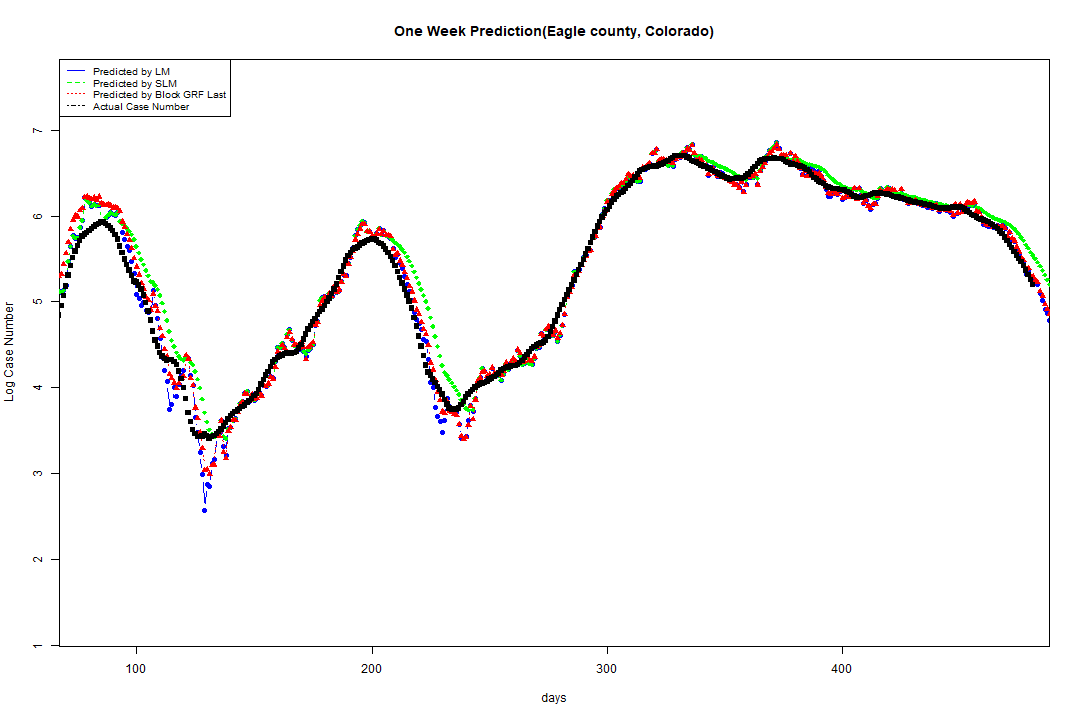 One Week Prediction(Eagle county, Colorado)
Predicted by LM
Predicted by SLM
Predicted by Block GRF Last
Actual Case Number
7
6
5
4
3
2
1
Log Case Number
100 200 300 400
days